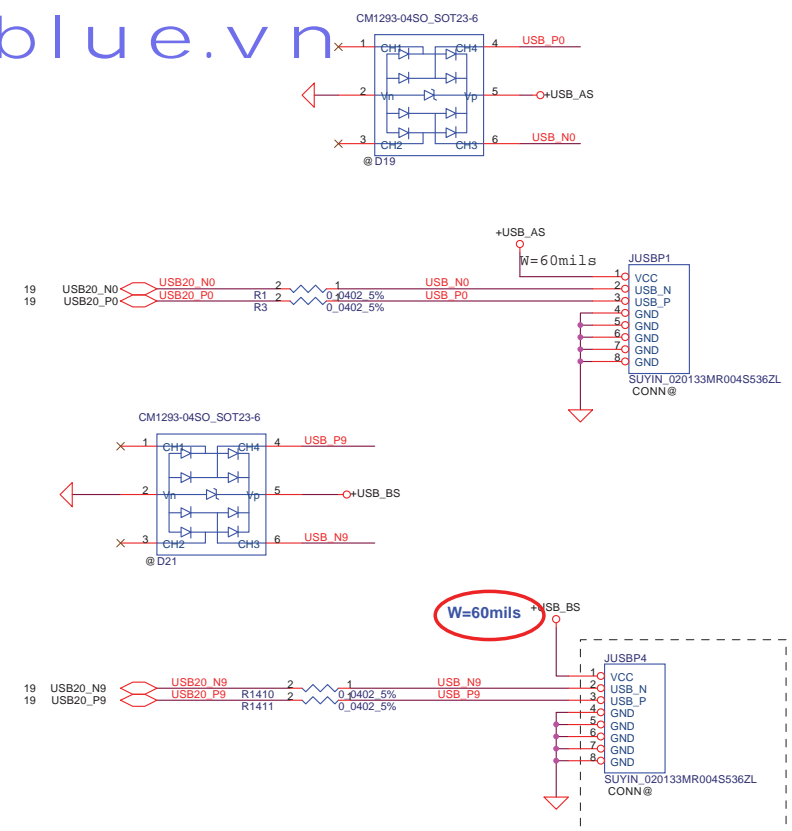 blue.vn
CM1293-04SO_SOT23-6
1 CH1 CH4 4 USB_P0
2 Vn Vp 5 +USB_AS
3 CH2 CH3 6 USB_N0
@ D19
+USB_AS
W=60mils
JUSBP1
19 USB20_N0 USB20_N0 2 1 USB_N0 1 VCC
19 USB20_P0 USB20_P0 R1 2 1 0_0402_5% USB_P0 2 USB_N
R3 0_0402_5% 3 USB_P
4 GND
5 GND
6 GND
7 GND
8 GND
SUYIN_020133MR004S536ZL
CONN@
CM1293-04SO_SOT23-6
1 CH1 CH4 4 USB_P9
2 Vn Vp 5 +USB_BS
3 CH2 CH3 6 USB_N9
@ D21
W=60mils
+USB_BS
JUSBP4
19 USB20_N9 USB20_N9 2 1 USB_N9 1 VCC
19 USB20_P9 USB20_P9 R1410 2 1 0_0402_5% USB_P9 2 USB_N
R1411 0_0402_5% 3 USB_P
4 GND
5 GND
6 GND
7 GND
8 GND
SUYIN_020133MR004S536ZL
CONN@